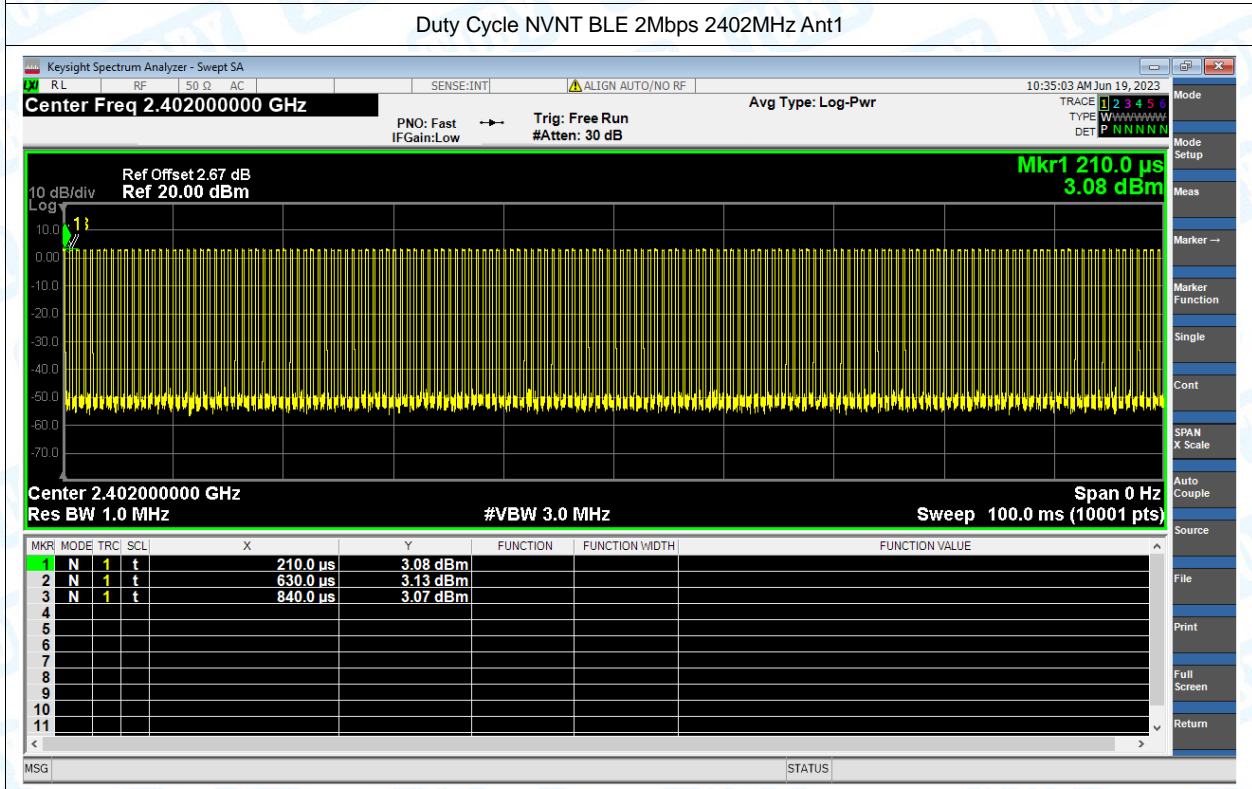 Duty Cycle NVNT BLE 2Mbps 2402MHz Ant1
Keysight Spectrum Analyzer - Swept SA
LXI RL RF 50 Ω AC SENSE:INT ALIGN AUTO/NO RF 10:35:03 AM Jun 19, 2023
Center Freq 2.402000000 GHz Avg Type: Log-Pwr TRACE 1 2 3 4 5 6
PNO: Fast Trig: Free Run TYPE WWWWWW
IFGain:Low #Atten: 30 dB DET P N N N N N
Mkr1 210.0 µs
3.08 dBm
Ref Offset 2.67 dB
10 dB/div Ref 20.00 dBm
Log
1 3
10.0
0.00
-10.0
-20.0
-30.0
-40.0
-50.0
-60.0
-70.0
Center 2.402000000 GHz Span 0 Hz
Res BW 1.0 MHz #VBW 3.0 MHz Sweep 100.0 ms (10001 pts)
MKR MODE TRC SCL X Y FUNCTION FUNCTION WIDTH FUNCTION VALUE
1 N 1 t 210.0 µs 3.08 dBm
2 N 1 t 630.0 µs 3.13 dBm
3 N 1 t 840.0 µs 3.07 dBm
4
5
6
7
8
9
10
11
MSG STATUS
Mode
Mode
Setup
Meas
Marker→
Marker
Function
Single
Cont
SPAN
X Scale
Auto
Couple
Source
File
Print
Full
Screen
Return